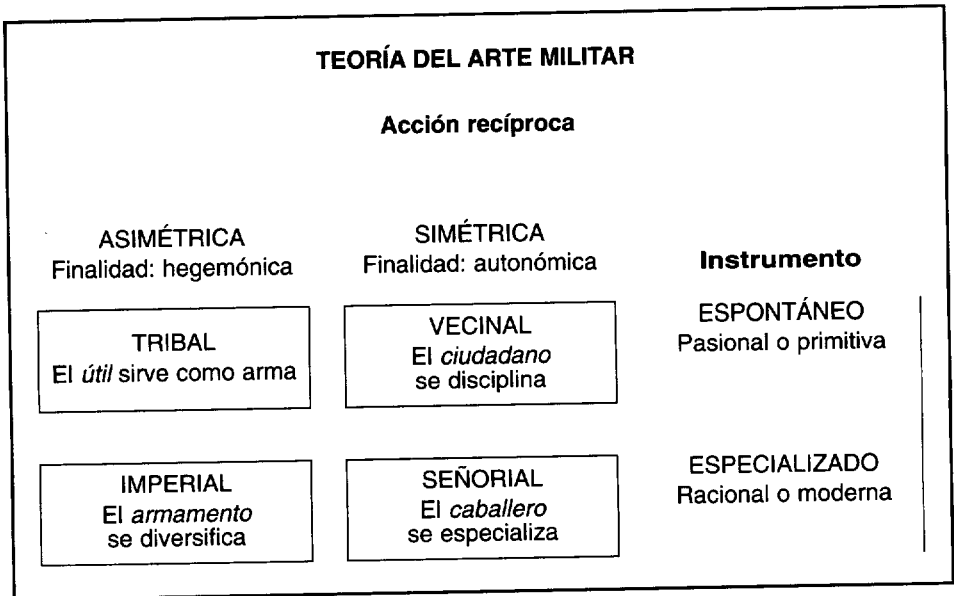 TEORÍA DEL ARTE MILITAR
Acción recíproca
ASIMÉTRICA
Finalidad: hegemónica
SIMÉTRICA
Finalidad: autonómica
Instrumento
TRIBAL
El útil sirve como arma
VECINAL
El ciudadano
se disciplina
ESPONTÁNEO
Pasional o primitiva
IMPERIAL
El armamento
se diversifica
SEÑORIAL
El caballero
se especializa
ESPECIALIZADO
Racional o moderna